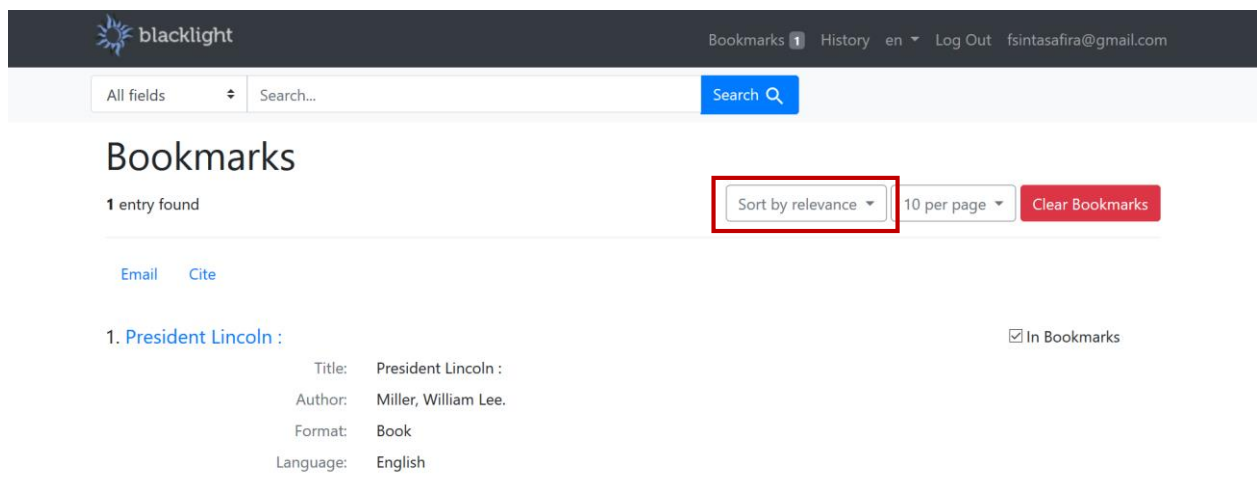 blacklight
Bookmarks 1 History en Log Out fsintasafira@gmail.com
All fields Search... Search
Bookmarks
1 entry found Sort by relevance 10 per page Clear Bookmarks
Email Cite
1. President Lincoln : In Bookmarks
Title: President Lincoln :
Author: Miller, William Lee.
Format: Book
Language: English